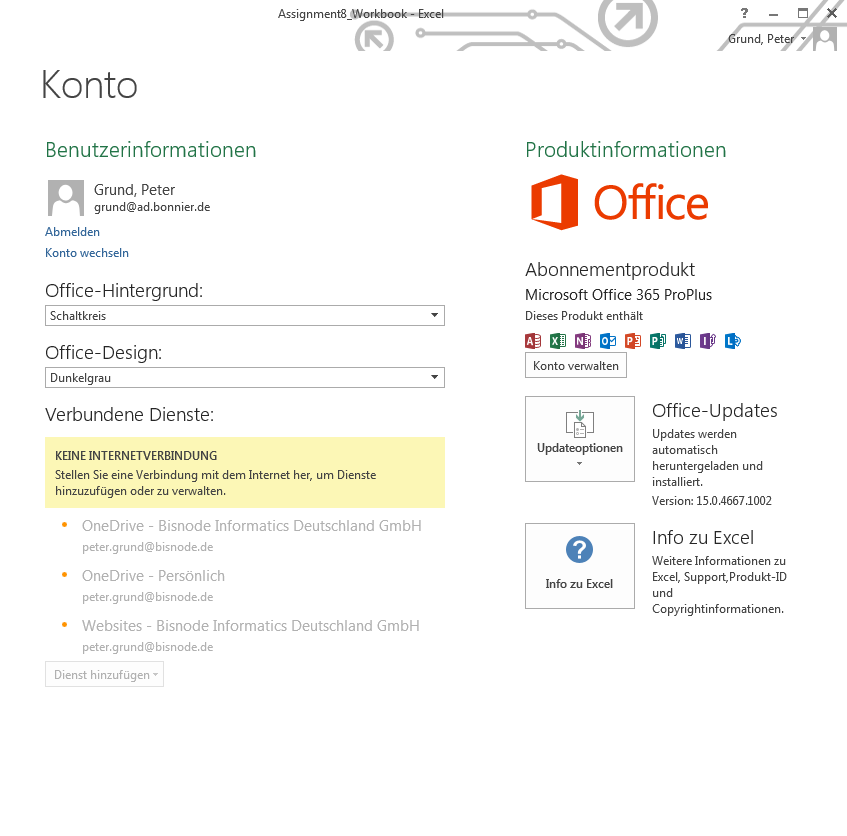 Assignment8_Workbook - Excel
?
Grund, Peter
Konto
Benutzerinformationen
Grund, Peter
grund@ad.bonnier.de
Abmelden
Konto wechseln
Office-Hintergrund:
Schaltkreis
Office-Design:
Dunkelgrau
Verbundene Dienste:
KEINE INTERNETVERBINDUNG
Stellen Sie eine Verbindung mit dem Internet her, um Dienste
hinzuzufügen oder zu verwalten.
OneDrive - Bisnode Informatics Deutschland GmbH
peter.grund@bisnode.de
OneDrive - Persönlich
peter.grund@bisnode.de
Websites - Bisnode Informatics Deutschland GmbH
peter.grund@bisnode.de
Dienst hinzufügen
Produktinformationen
Office
Abonnementprodukt
Microsoft Office 365 ProPlus
Dieses Produkt enthält
A X N O P P W I L
Konto verwalten
Updateoptionen
Office-Updates
Updates werden
automatisch
heruntergeladen und
installiert.
Version: 15.0.4667.1002
?
Info zu Excel
Info zu Excel
Weitere Informationen zu
Excel, Support,Produkt-ID
und
Copyrightinformationen.